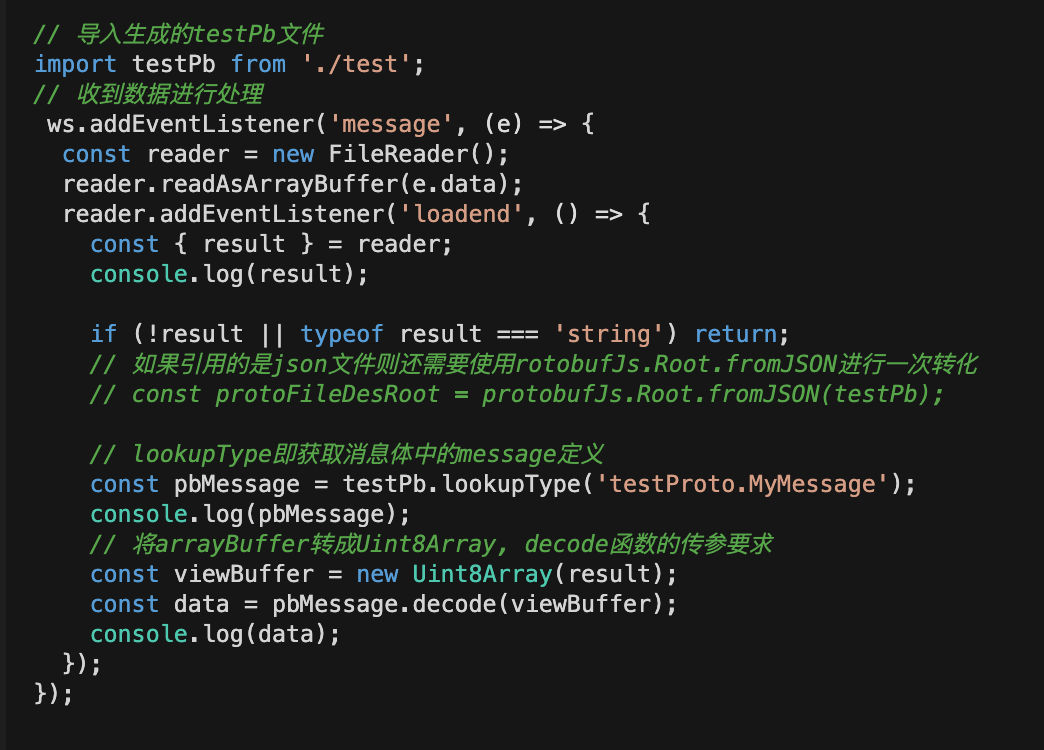 // 导入生成的testPb文件
import testPb from './test';
// 收到数据进行处理
 ws.addEventListener('message', (e) => {
  const reader = new FileReader();
  reader.readAsArrayBuffer(e.data);
  reader.addEventListener('loadend', () => {
    const { result } = reader;
    console.log(result);

    if (!result || typeof result === 'string') return;
    // 如果引用的是json文件则还需要使用rotobufJs.Root.fromJSON进行一次转化
    // const protoFileDesRoot = protobufJs.Root.fromJSON(testPb);

    // lookupType即获取消息体中的message定义
    const pbMessage = testPb.lookupType('testProto.MyMessage');
    console.log(pbMessage);
    // 将arrayBuffer转成Uint8Array, decode函数的传参要求
    const viewBuffer = new Uint8Array(result);
    const data = pbMessage.decode(viewBuffer);
    console.log(data);
  });
});